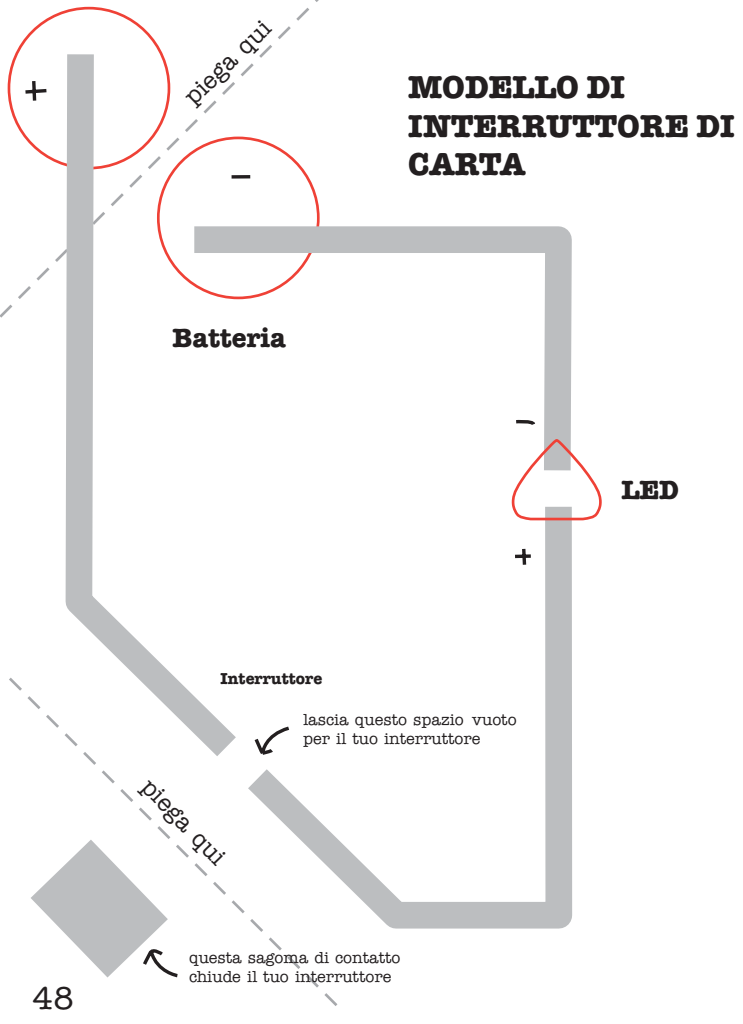 +
piega qui
MODELLO DI
INTERRUTTORE DI
CARTA
−
Batteria
−
LED
+
Interruttore
lascia questo spazio vuoto
per il tuo interruttore
piega qui
questa sagoma di contatto
chiude il tuo interruttore
48